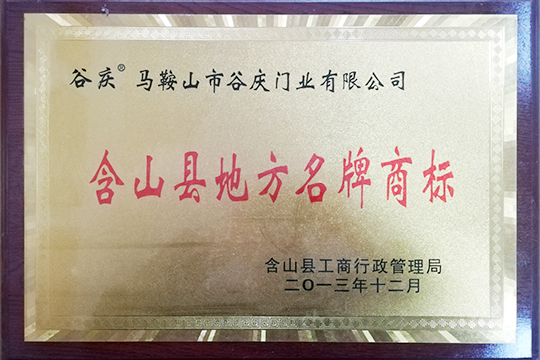 谷庆® 马鞍山市谷庆门业有限公司
含山县地方名牌商标
含山县工商行政管理局
二O一三年十二月